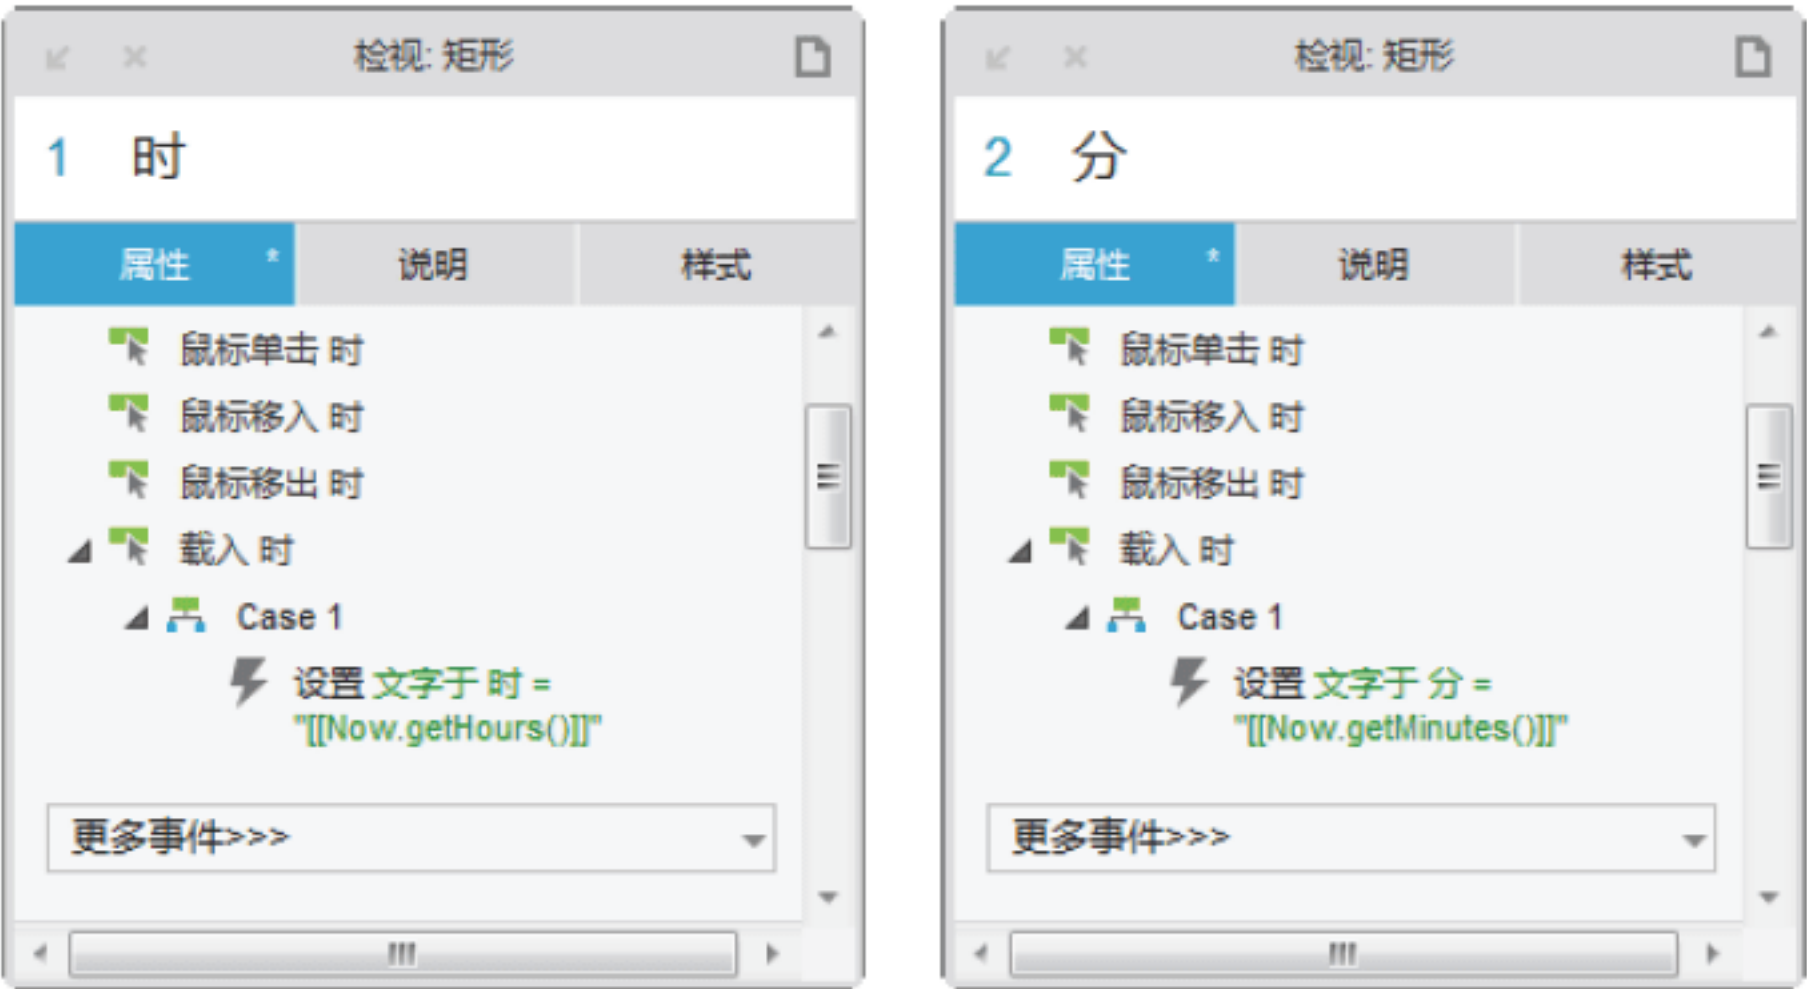 检视: 矩形
1 时
属性 * 说明 样式
鼠标单击 时
鼠标移入 时
鼠标移出 时
载入 时
Case 1
设置 文字于 时 =
"[[Now.getHours()]]"
更多事件>>>
检视: 矩形
2 分
属性 * 说明 样式
鼠标单击 时
鼠标移入 时
鼠标移出 时
载入 时
Case 1
设置 文字于 分 =
"[[Now.getMinutes()]]"
更多事件>>>